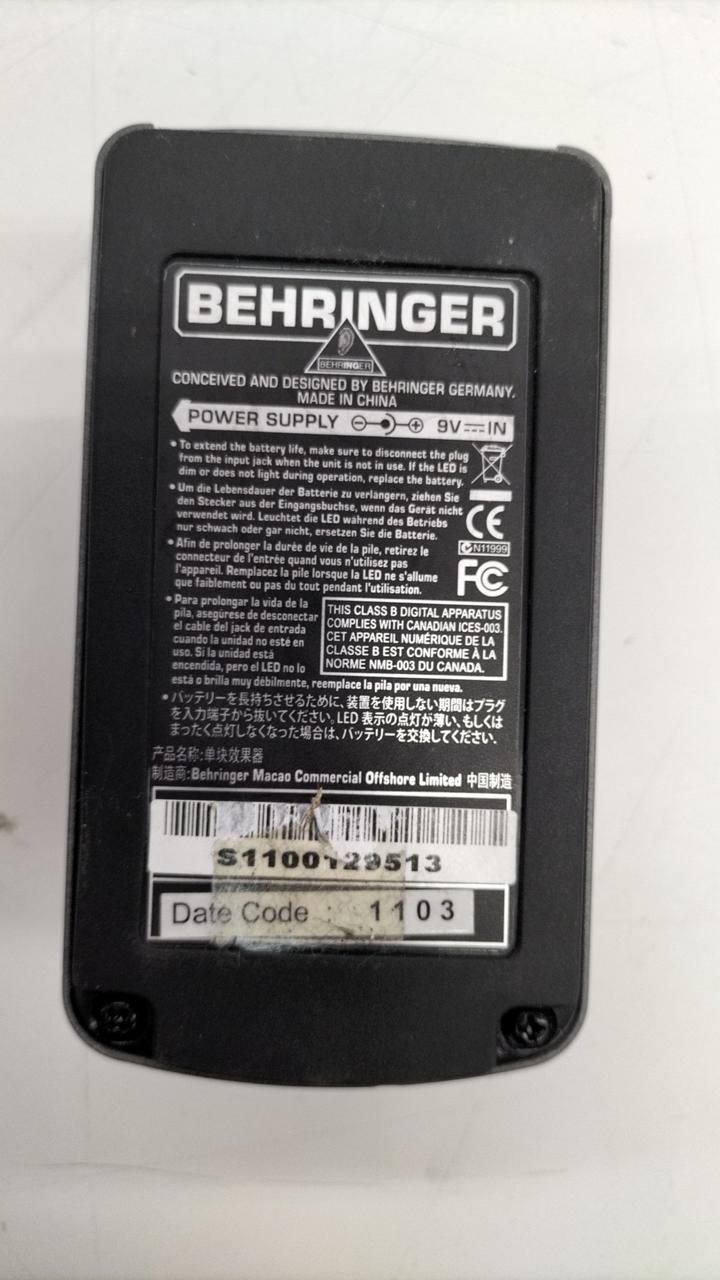 BEHRINGER
BEHRINGER
CONCEIVED AND DESIGNED BY BEHRINGER GERMANY.
MADE IN CHINA
POWER SUPPLY 9V IN
• To extend the battery life, make sure to disconnect the plug
from the input jack when the unit is not in use. If the LED is
dim or does not light during operation, replace the battery.
• Um die Lebensdauer der Batterie zu verlängern, ziehen Sie
den Stecker aus der Eingangsbuchse, wenn das Gerät nicht
verwendet wird. Leuchtet die LED während des Betriebs
nur schwach oder gar nicht, ersetzen Sie die Batterie.
CE
N11999
FC
• Afin de prolonger la durée de vie de la pile, retirez le
connecteur de l'entrée quand vous n'utilisez pas
l'appareil. Remplacez la pile lorsque la LED ne s'allume
que faiblement ou pas du tout pendant l'utilisation.
• Para prolongar la vida de la
pila, asegúrese de desconectar
el cable del jack de entrada
cuando la unidad no esté en
uso. Si la unidad está
encendida, pero el LED no lo
está o brilla muy débilmente, reemplace la pila por una nueva.
THIS CLASS B DIGITAL APPARATUS
COMPLIES WITH CANADIAN ICES-003.
CET APPAREIL NUMÉRIQUE DE LA
CLASSE B EST CONFORME À LA
NORME NMB-003 DU CANADA.
• バッテリーを長持ちさせるために、装置を使用しない期間はプラグ
を入力端子から抜いてください。LED 表示の点灯が薄い、もしくは
まったく点灯しなくなった場合は、バッテリーを交換してください。
产品名称:单块效果器
制造商:Behringer Macao Commercial Offshore Limited 中国制造
S1100129513
Date Code : 1103